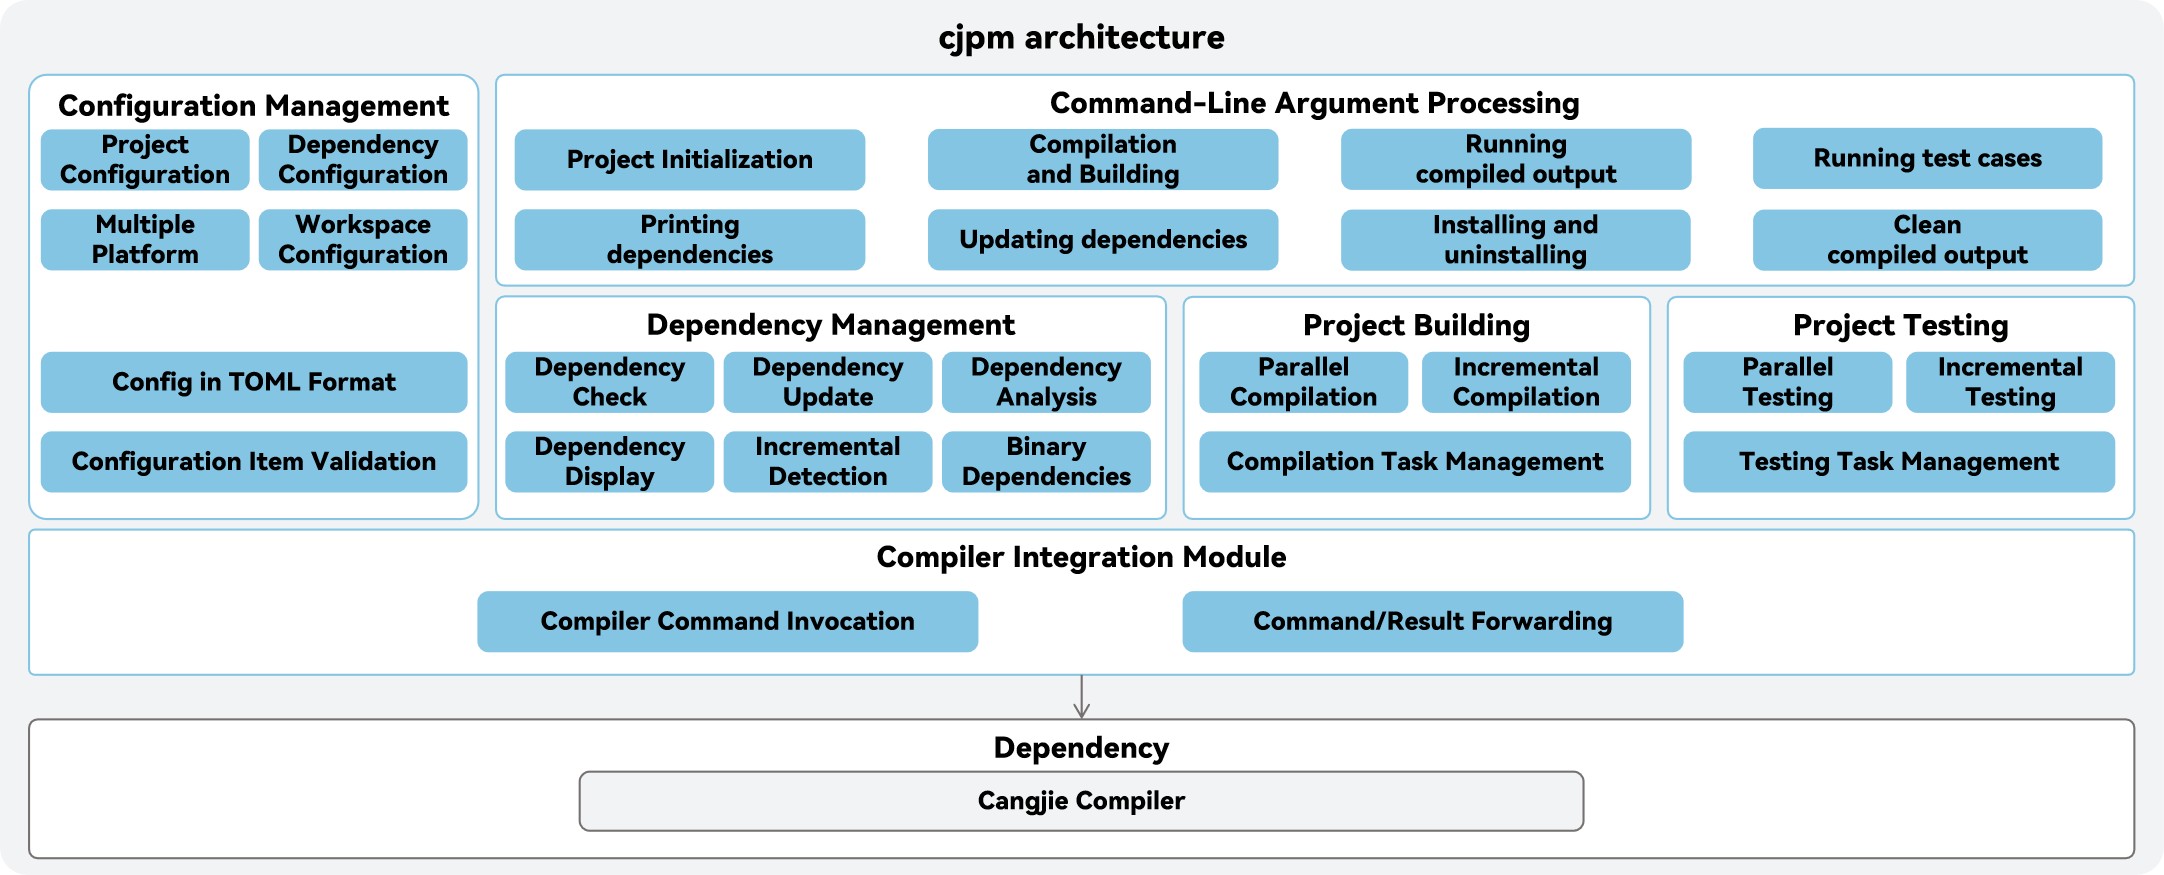 cjpm architecture
Configuration Management
Project
Configuration
Dependency
Configuration
Multiple
Platform
Workspace
Configuration
Config in TOML Format
Configuration Item Validation
Command-Line Argument Processing
Project Initialization
Compilation
and Building
Running
compiled output
Running test cases
Printing
dependencies
Updating dependencies
Installing and
uninstalling
Clean
compiled output
Dependency Management
Dependency
Check
Dependency
Update
Dependency
Analysis
Dependency
Display
Incremental
Detection
Binary
Dependencies
Project Building
Parallel
Compilation
Incremental
Compilation
Compilation Task Management
Project Testing
Parallel
Testing
Incremental
Testing
Testing Task Management
Compiler Integration Module
Compiler Command Invocation
Command/Result Forwarding
Dependency
Cangjie Compiler